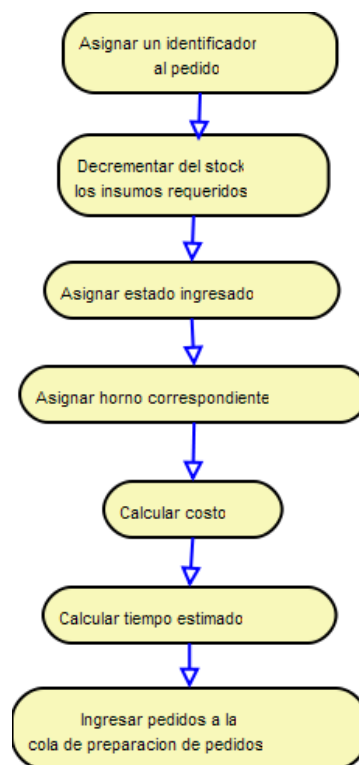 Asignar un identificador
al pedido
Decrementar del stock
los insumos requeridos
Asignar estado ingresado
Asignar horno correspondiente
Calcular costo
Calcular tiempo estimado
Ingresar pedidos a la
cola de preparacion de pedidos